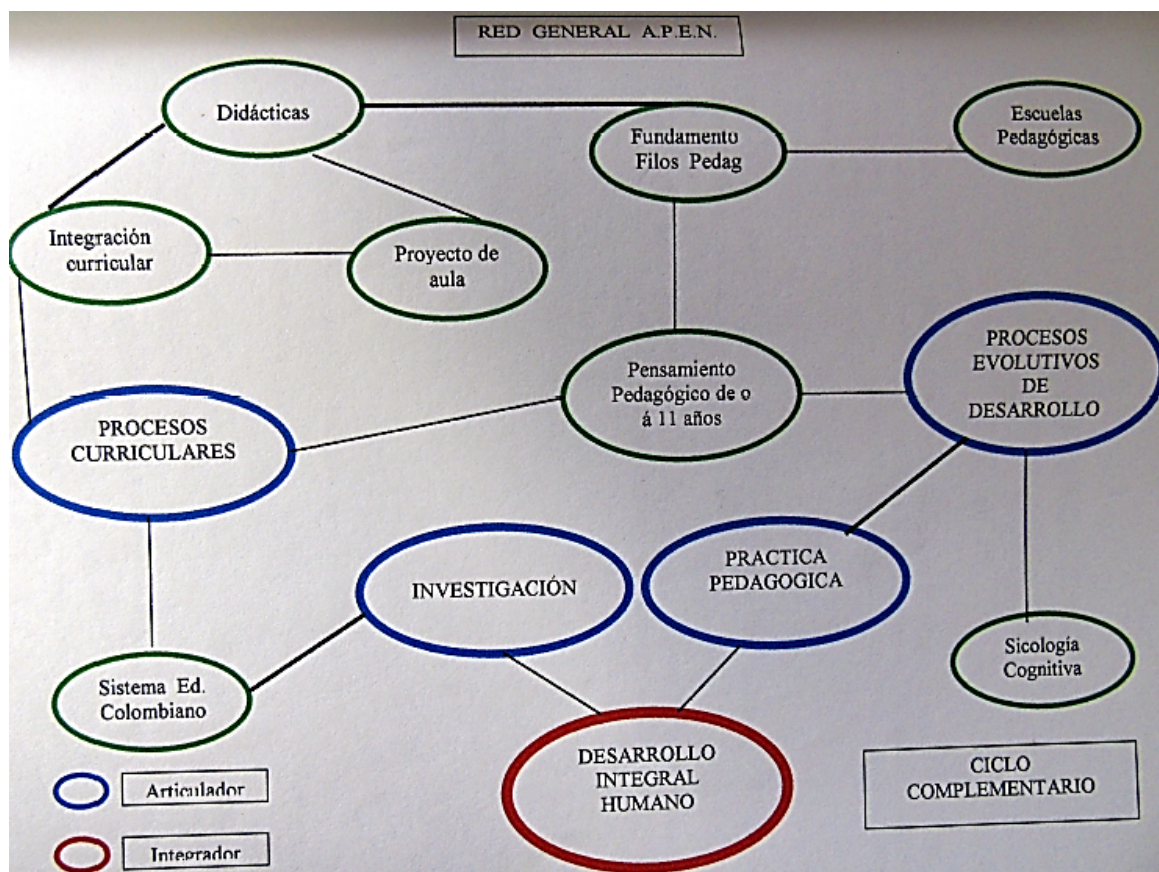 RED GENERAL A.P.E.N.
Didácticas
Fundamento
Filos Pedag
Escuelas
Pedagógicas
Integración
curricular
Proyecto de
aula
Pensamiento
Pedagógico de o
á 11 años
PROCESOS
EVOLUTIVOS
DE
DESARROLLO
PROCESOS
CURRICULARES
INVESTIGACIÓN
PRACTICA
PEDAGOGICA
Sicología
Cognitiva
Sistema Ed.
Colombiano
DESARROLLO
INTEGRAL
HUMANO
CICLO
COMPLEMENTARIO
Articulador
Integrador